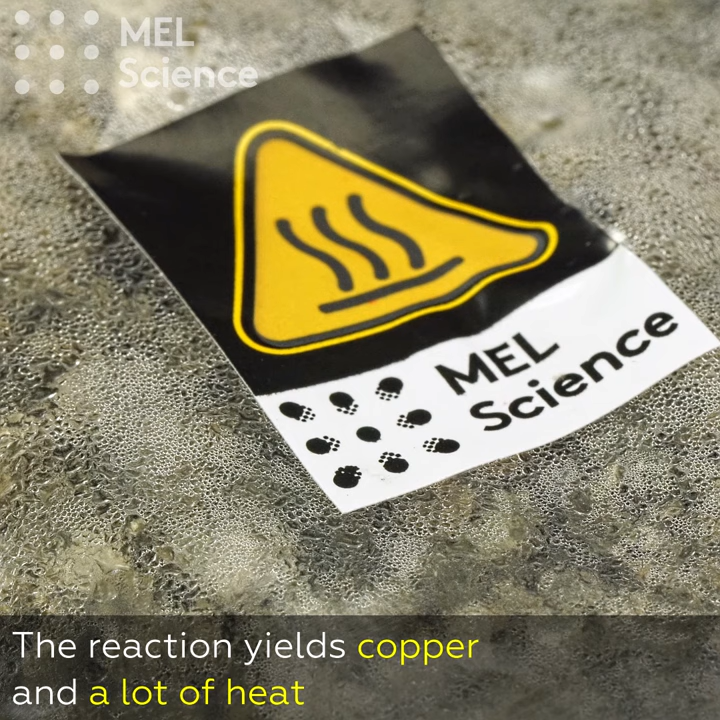 MEL
Science
MEL
Science
The reaction yields copper
and a lot of heat